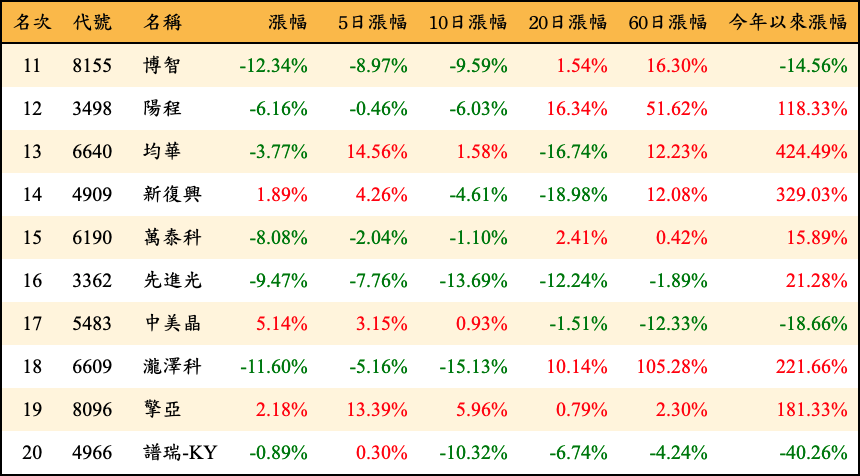 名次 代號 名稱 漲幅 5日漲幅 10日漲幅 20日漲幅 60日漲幅 今年以來漲幅
11 8155 博智 -12.34% -8.97% -9.59% 1.54% 16.30% -14.56%
12 3498 陽程 -6.16% -0.46% -6.03% 16.34% 51.62% 118.33%
13 6640 均華 -3.77% 14.56% 1.58% -16.74% 12.23% 424.49%
14 4909 新復興 1.89% 4.26% -4.61% -18.98% 12.08% 329.03%
15 6190 萬泰科 -8.08% -2.04% -1.10% 2.41% 0.42% 15.89%
16 3362 先進光 -9.47% -7.76% -13.69% -12.24% -1.89% 21.28%
17 5483 中美晶 5.14% 3.15% 0.93% -1.51% -12.33% -18.66%
18 6609 瀧澤科 -11.60% -5.16% -15.13% 10.14% 105.28% 221.66%
19 8096 擎亞 2.18% 13.39% 5.96% 0.79% 2.30% 181.33%
20 4966 譜瑞-KY -0.89% 0.30% -10.32% -6.74% -4.24% -40.26%